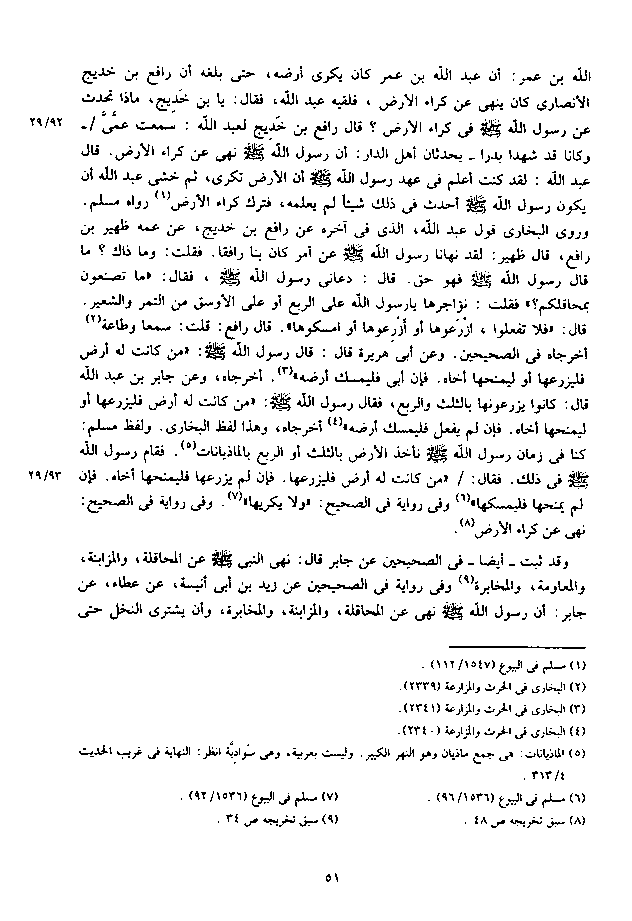 الله بن عمر: أن عبد الله بن عمر كان يكرى أرضه، حتى بلغه أن رافع بن خديج
الأنصارى كان ينهى عن كراء الأرض ، فلقيه عبد الله، فقال: يا بن خَدِيج، ماذا تحدث
٢٩/٩٢
عن رسول الله ﷺ فى كراء الأرض ؟ قال رافع بن خَدِيج لعبد الله : سمعت عمَّىَّ / ـ
وكانا قد شهدا بدرا ـ يحدثان أهل الدار: أن رسول الله ﷺ نهى عن كراء الأرض. قال
عبد الله : لقد كنت أعلم فى عهد رسول الله ﷺ أن الأرض تكرى، ثم خشى عبد الله أن
يكون رسول الله ﷺ أحدث فى ذلك شيئاً لم يعلمه، فترك كراء الأرض(١) رواه مسلم.
وروى البخارى قول عبد الله، الذى فى آخره عن رافع بن خديج، عن عمه ظهير بن
رافع، قال ظهير: لقد نهانا رسول الله ﷺ عن أمر كان بنا رافقا. فقلت: وما ذاك ؟ ما
قال رسول الله ﷺ فهو حق. قال : دعانى رسول الله ﷺ ، فقال: «ما تصنعون
بمحاقلكم؟» فقلت : نؤاجرها يارسول الله على الربع أو على الأوسق من التمر والشعير.
قال: «فلا تفعلوا ، ازْرعوها أو أزْرِعوها أو امسكوها». قال رافع: قلت: سمعا وطاعة(٢)
أخرجاه فى الصحيحين. وعن أبى هريرة قال : قال رسول الله ﷺ: «من كانت له أرض
فليزرعها أو ليمنحها أخاه. فإن أبى فليمسك أرضه»(٣). أخرجاه، وعن جابر بن عبد الله
قال: كانوا يزرعونها بالثلث والربع، فقال رسول الله ﷺ: «من كانت له أرض فليزرعها أو
ليمنحها أخاه. فإن لم يفعل فليمسك أرضه»(٤) أخرجاه، وهذا لفظ البخارى. ولفظ مسلم:
كنا فى زمان رسول الله ﷺ نأخذ الأرض بالثلث أو الربع بالماذيانات(٥). فقام رسول الله
٢٩/٩٣
ﷺ فى ذلك. فقال: / «من كانت له أرض فليزرعها. فإن لم يزرعها فليمنحها أخاه. فإن
لم يمنحها فليمسكها»(٦) وفى رواية فى الصحيح: «ولا يكريها»(٧). وفى رواية فى الصحيح:
نهى عن كراء الأرض(٨).
وقد ثبت ـ أيضا ـ فى الصحيحين عن جابر قال: نهى النبى ﷺ عن المحاقلة، والمزابنة،
والمعاومة، والمخابرة(٩) وفى رواية فى الصحيحين عن زيد بن أبى أنيسة، عن عطاء، عن
جابر: أن رسول الله ﷺ نهى عن المحاقلة، والمزابنة، والمخابرة، وأن يشترى النخل حتى
(١) مسلم فى البيوع (١١٢/١٥٤٧) .
(٢) البخارى فى الحرث والمزارعة (٢٣٣٩).
(٣) البخارى فى الحرث والمزارعة (٢٣٤١).
(٤) البخارى فى الحرث والمزارعة (٢٣٤٠).
(٥) الماذيانات: هى جمع ماذيان وهو النهر الكبير. وليست بعربية، وهى سَوَادِيَّة انظر: النهاية فى غريب الحديث
٣١٣/٤ .
(٦) مسلم فى البيوع (٩٦/١٥٣٦) . (٧) مسلم فى البيوع (٩٢/١٥٣٦) .
(٨) سبق تخريجه ص ٤٨ . (٩) سبق تخريجه ص ٣٤ .
٥١